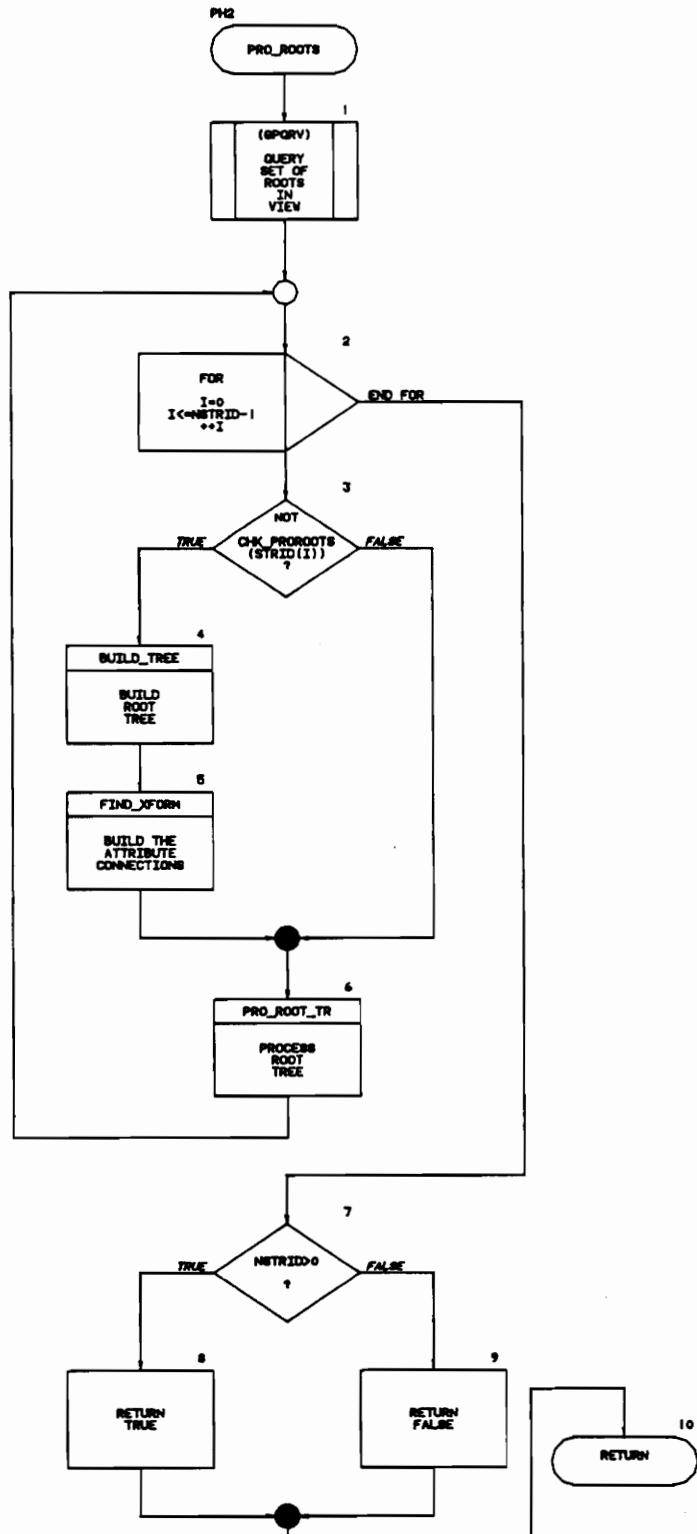 PH2
PRO_ROOTS
1
(GPQRV)
QUERY
SET OF
ROOTS
IN
VIEW
2
FOR
I=0
I<=NSTRID-1
++I
END FOR
3
NOT
CHK_PROROOTS
(STRID(I))
?
TRUE
FALSE
4
BUILD_TREE
BUILD
ROOT
TREE
5
FIND_XFORM
BUILD THE
ATTRIBUTE
CONNECTIONS
6
PRO_ROOT_TR
PROCESS
ROOT
TREE
7
NSTRID>0
?
TRUE
FALSE
8
RETURN
TRUE
9
RETURN
FALSE
10
RETURN